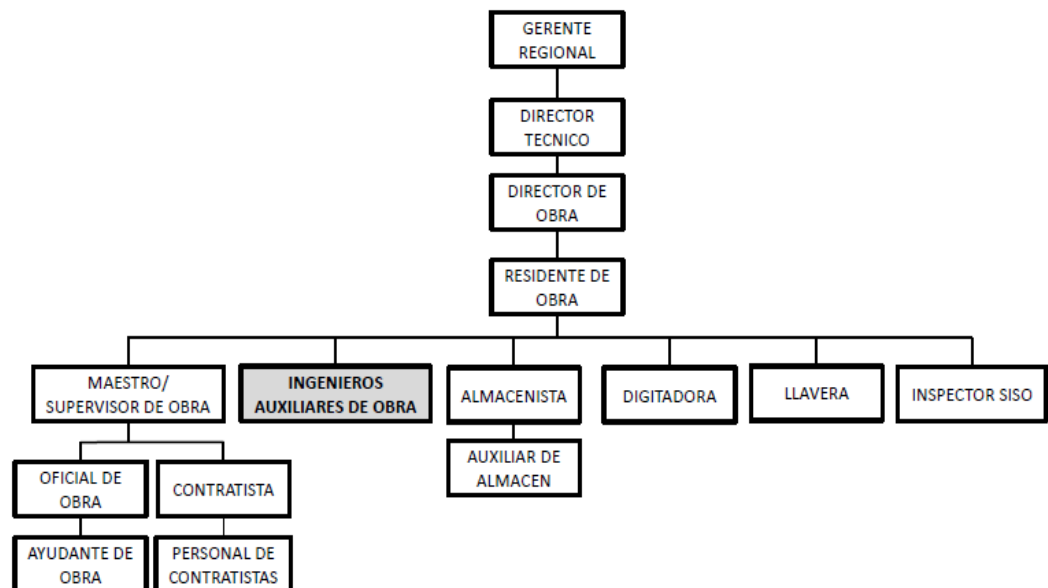 GERENTE
REGIONAL
DIRECTOR
TECNICO
DIRECTOR DE
OBRA
RESIDENTE DE
OBRA
MAESTRO/
SUPERVISOR DE OBRA
INGENIEROS
AUXILIARES DE OBRA
ALMACENISTA
DIGITADORA
LLAVERA
INSPECTOR SISO
OFICIAL DE
OBRA
CONTRATISTA
AUXILIAR DE
ALMACEN
AYUDANTE DE
OBRA
PERSONAL DE
CONTRATISTAS